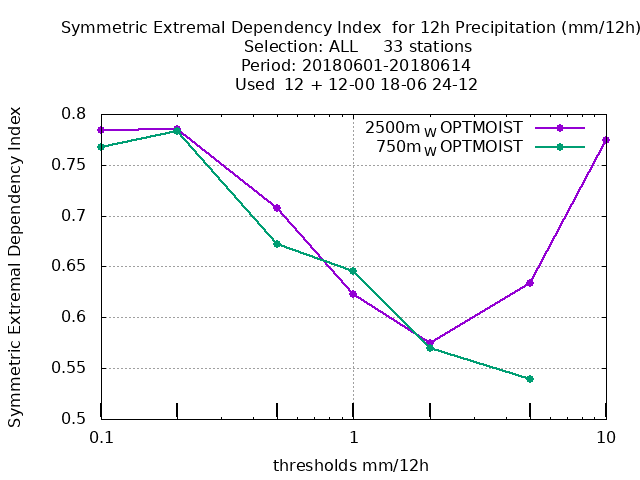 Symmetric Extremal Dependency Index  for 12h Precipitation (mm/12h)
Selection: ALL     33 stations
Period: 20180601-20180614
Used  12 + 12-00 18-06 24-12
Symmetric Extremal Dependency Index
0.8
0.75
0.7
0.65
0.6
0.55
0.5
2500m W OPTMOIST
750m W OPTMOIST
0.1
1
10
thresholds mm/12h